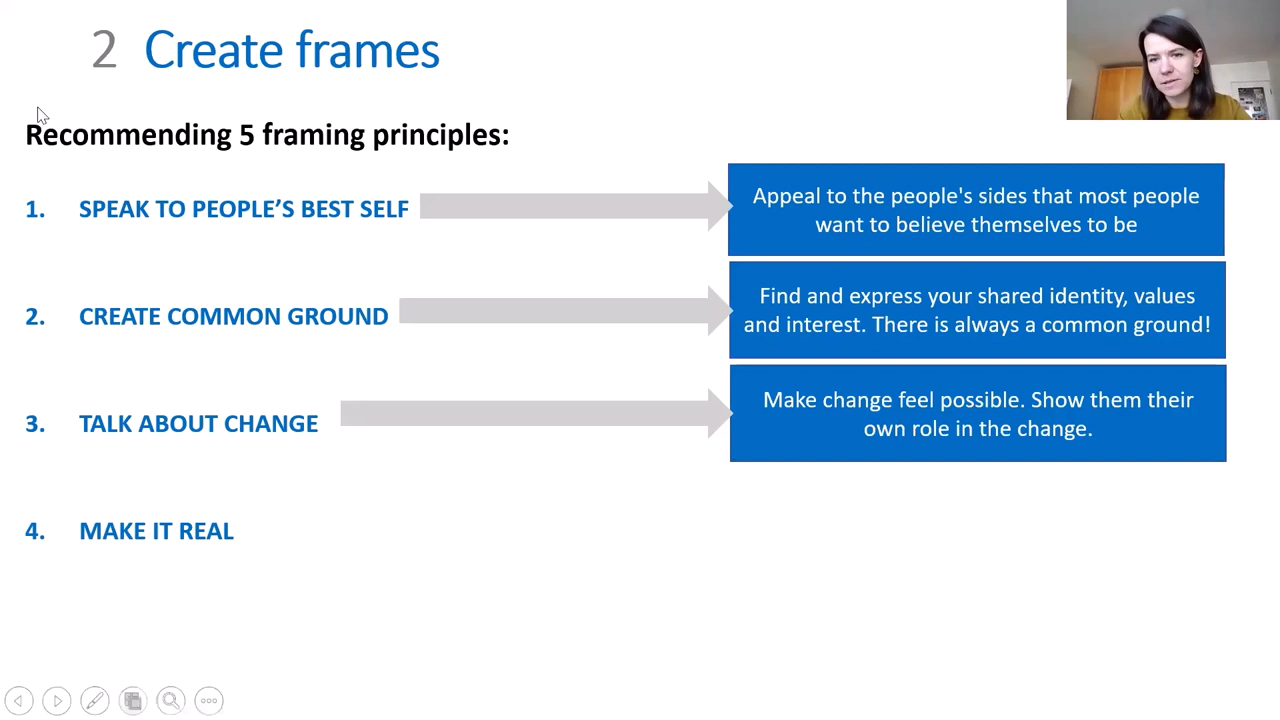 2 Create frames
Recommending 5 framing principles:
1. SPEAK TO PEOPLE’S BEST SELF
Appeal to the people's sides that most people
want to believe themselves to be
2. CREATE COMMON GROUND
Find and express your shared identity, values
and interest. There is always a common ground!
3. TALK ABOUT CHANGE
Make change feel possible. Show them their
own role in the change.
4. MAKE IT REAL